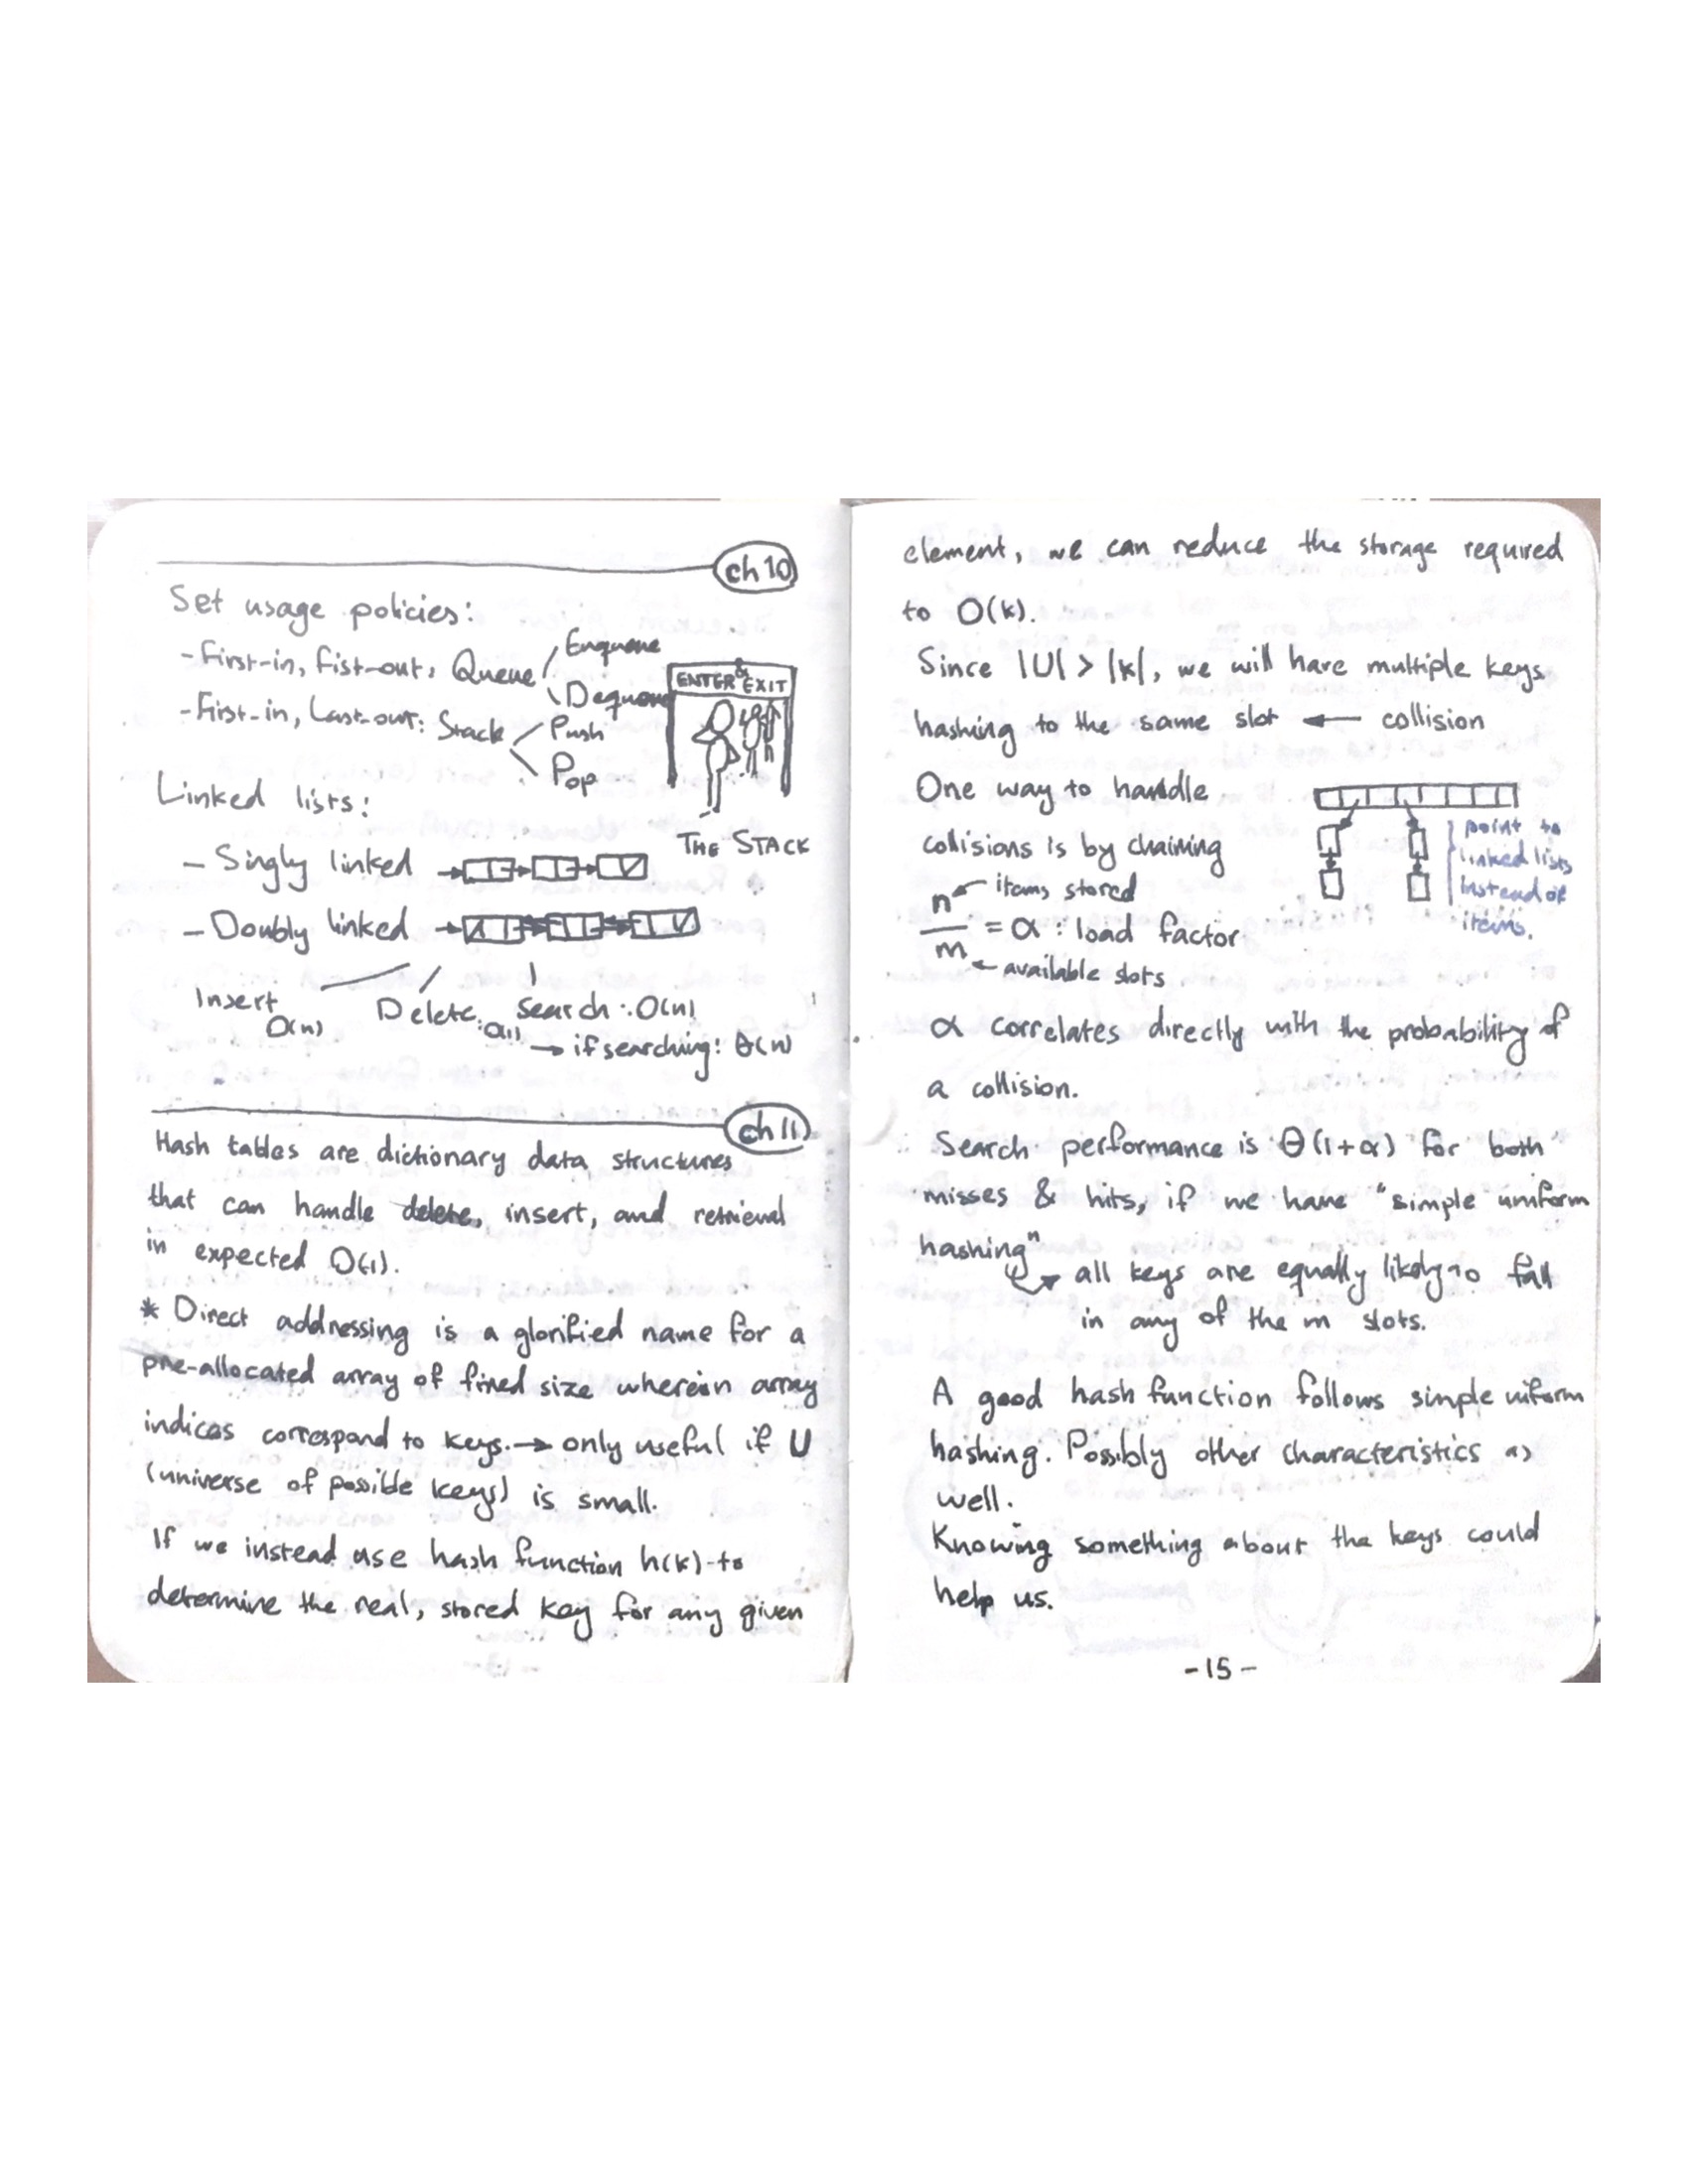 ch 10
Set usage policies:
- First-in, Fist-out, Queue
Enqueue
Dequeue
- First-in, Last-out: Stack
Push
Pop
ENTER & EXIT
THE STACK
Linked lists:
- Singly linked
- Doubly linked
Insert O(n)
Delete: O(1)
Search: O(n)
→ if searching: Θ(n)
ch 11
Hash tables are dictionary data structures
that can handle delete, insert, and retrieval
in expected O(1).
* Direct addressing is a glorified name for a
pre-allocated array of fixed size wherein array
indices correspond to keys. → only useful if U
(universe of possible keys) is small.
If we instead use hash function h(k) to
determine the real, stored key for any given
element, we can reduce the storage required
to O(k).
Since |U| > |k|, we will have multiple keys
hashing to the same slot ← collision
One way to handle
collisions is by chaining
point to
linked lists
instead of
items.
n ← items stored
— = α : load factor
m ← available slots
α correlates directly with the probability of
a collision.
Search performance is Θ(1+α) for both
misses & hits, if we have "simple uniform
hashing"
→ all keys are equally likely to fall
in any of the m slots.
A good hash function follows simple uniform
hashing. Possibly other characteristics as
well.
Knowing something about the keys could
help us.
-15-